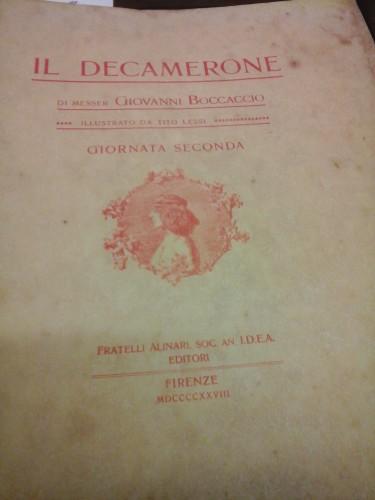 IL DECAMERONE
DI MESSER GIOVANNI BOCCACCIO
ILLUSTRATO DA TITO LESSI
GIORNATA SECONDA
FRATELLI ALINARI, SOC. AN. I.D.E.A.
EDITORI
FIRENZE
MDCCCCXXVIII